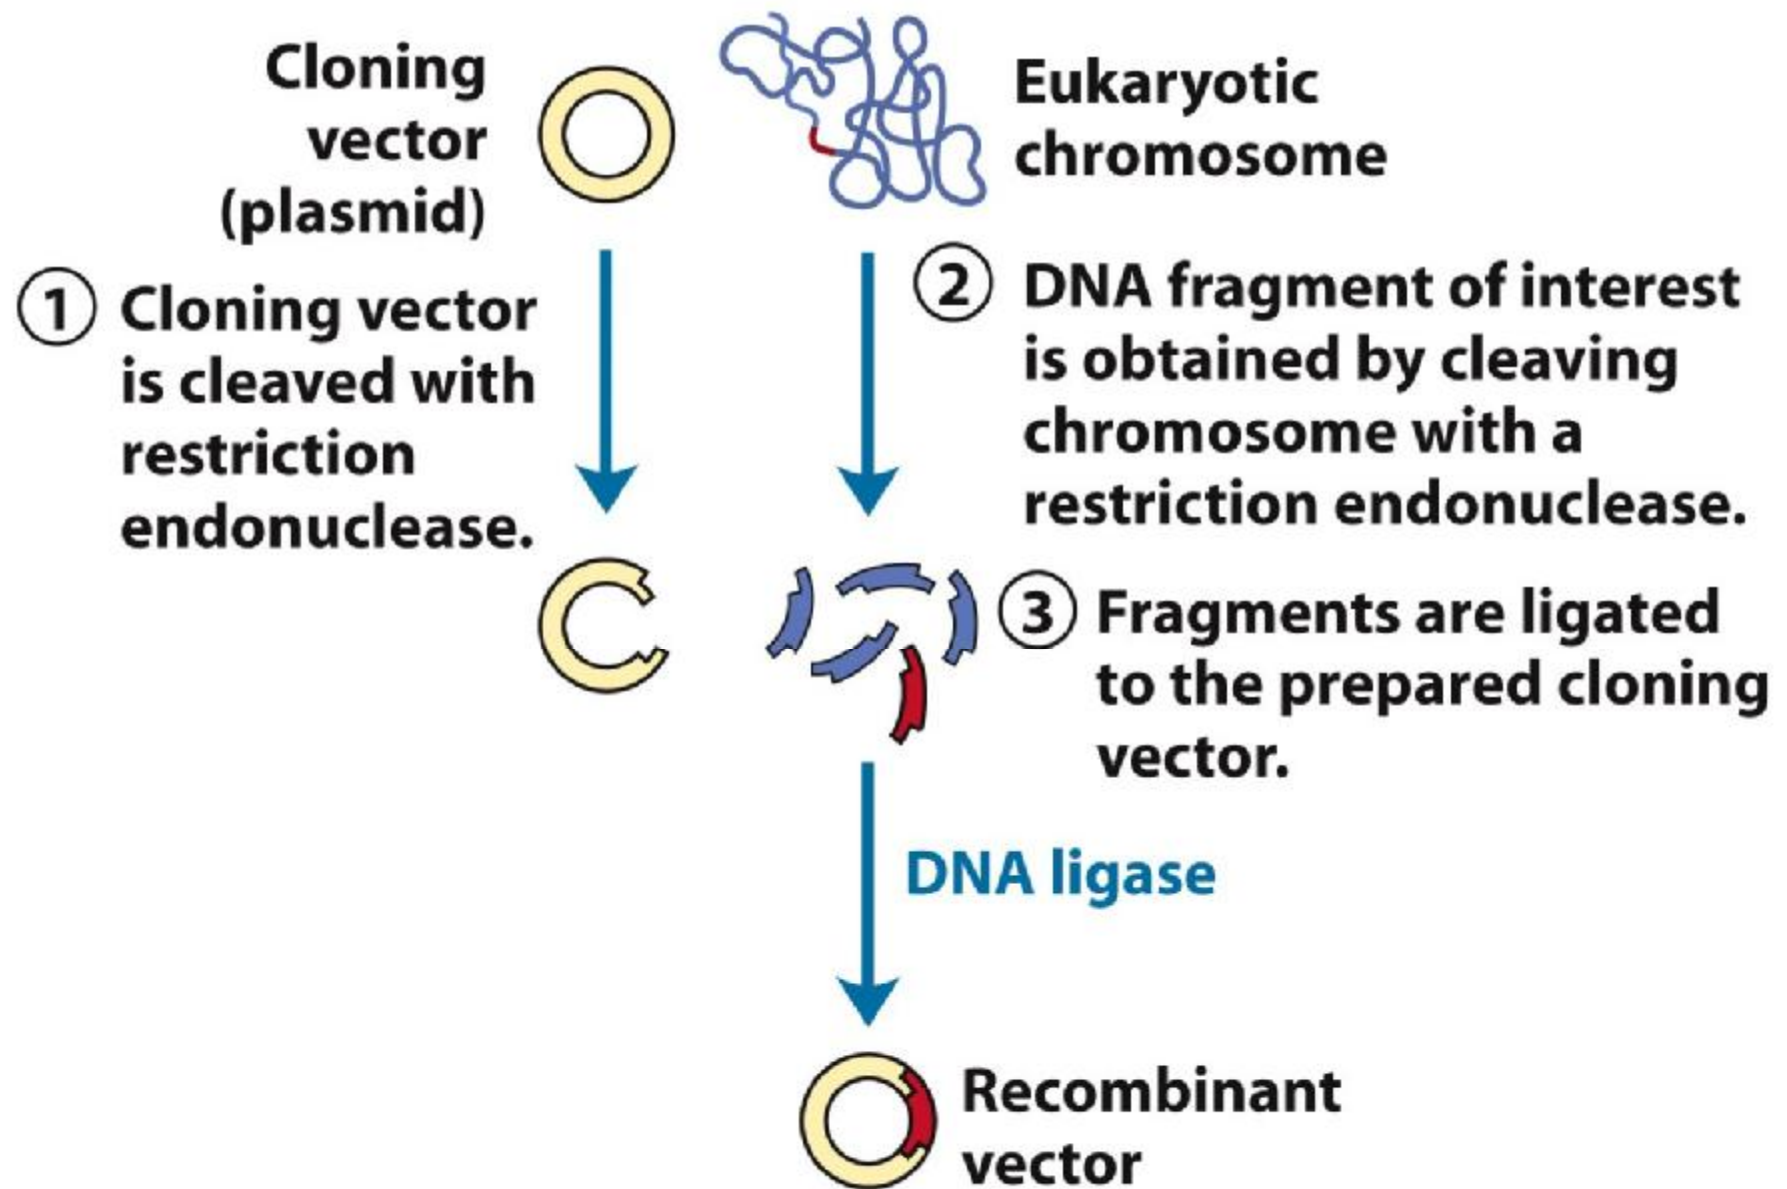 Cloning
vector
(plasmid)
Eukaryotic
chromosome
① Cloning vector
is cleaved with
restriction
endonuclease.
② DNA fragment of interest
is obtained by cleaving
chromosome with a
restriction endonuclease.
③ Fragments are ligated
to the prepared cloning
vector.
DNA ligase
Recombinant
vector